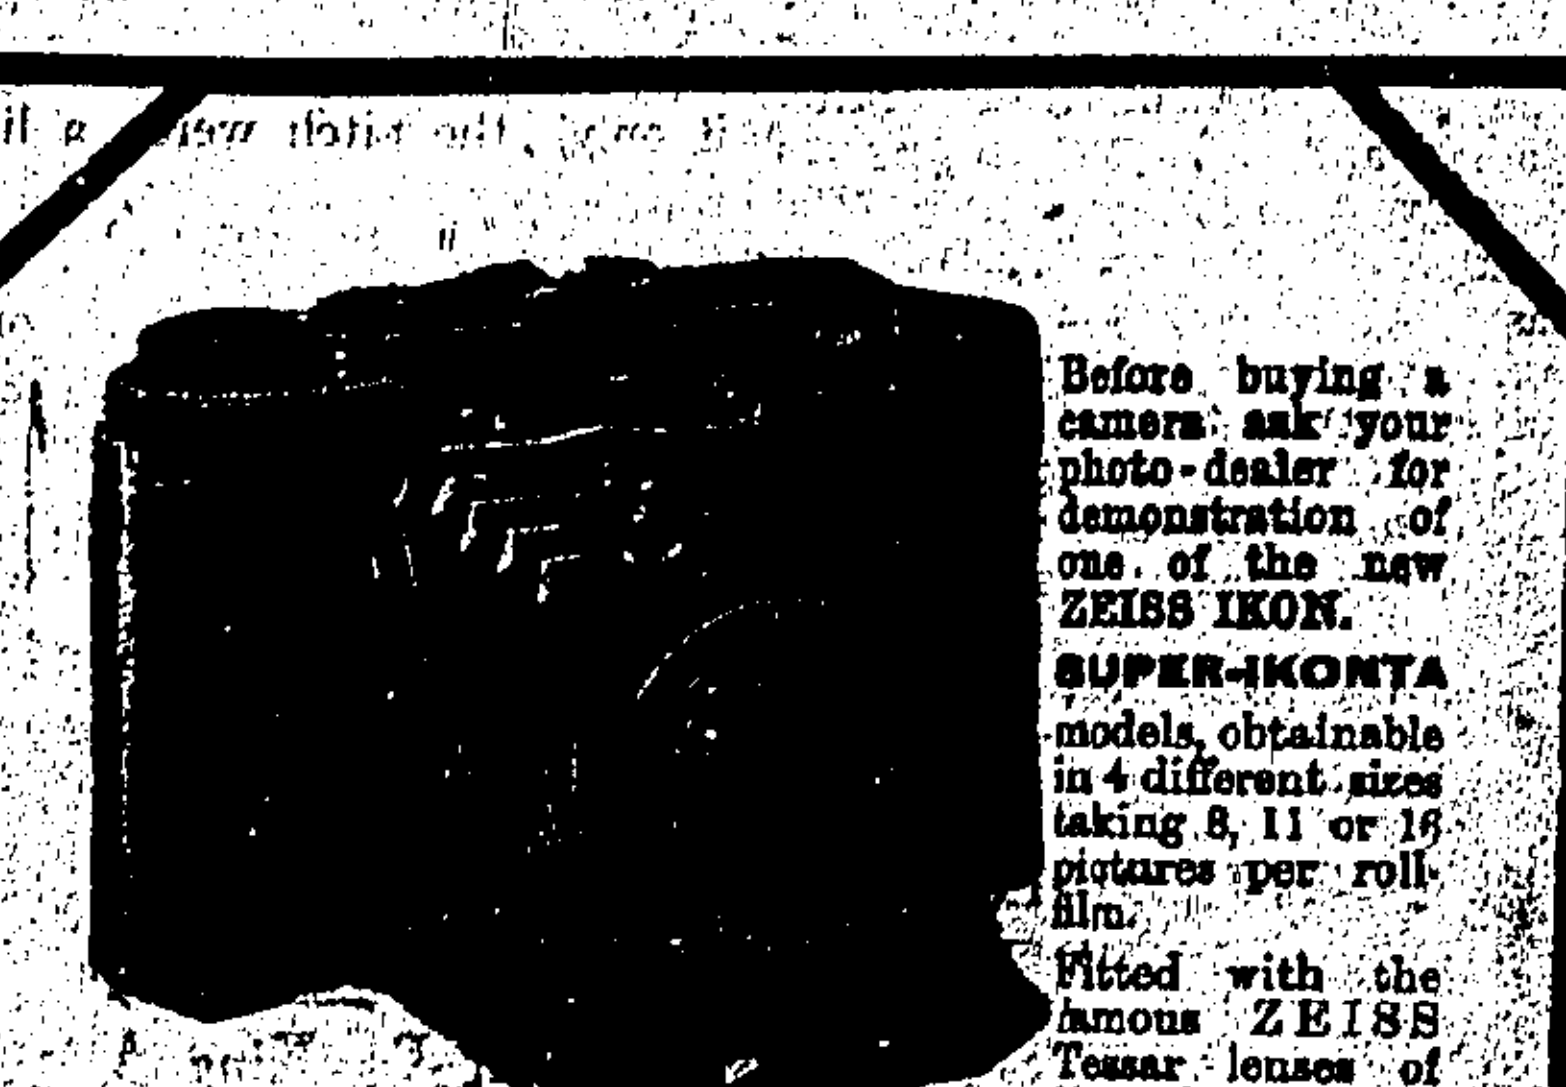 Before buying a
camera ask your
photo-dealer for
demonstration of
one of the new
ZEISS IKON.
SUPER-IKONTA
models, obtainable
in 4 different sizes
taking 8, 11 or 16
pictures per roll-
film.
Fitted with the
famous ZEISS
Tessar lenses of